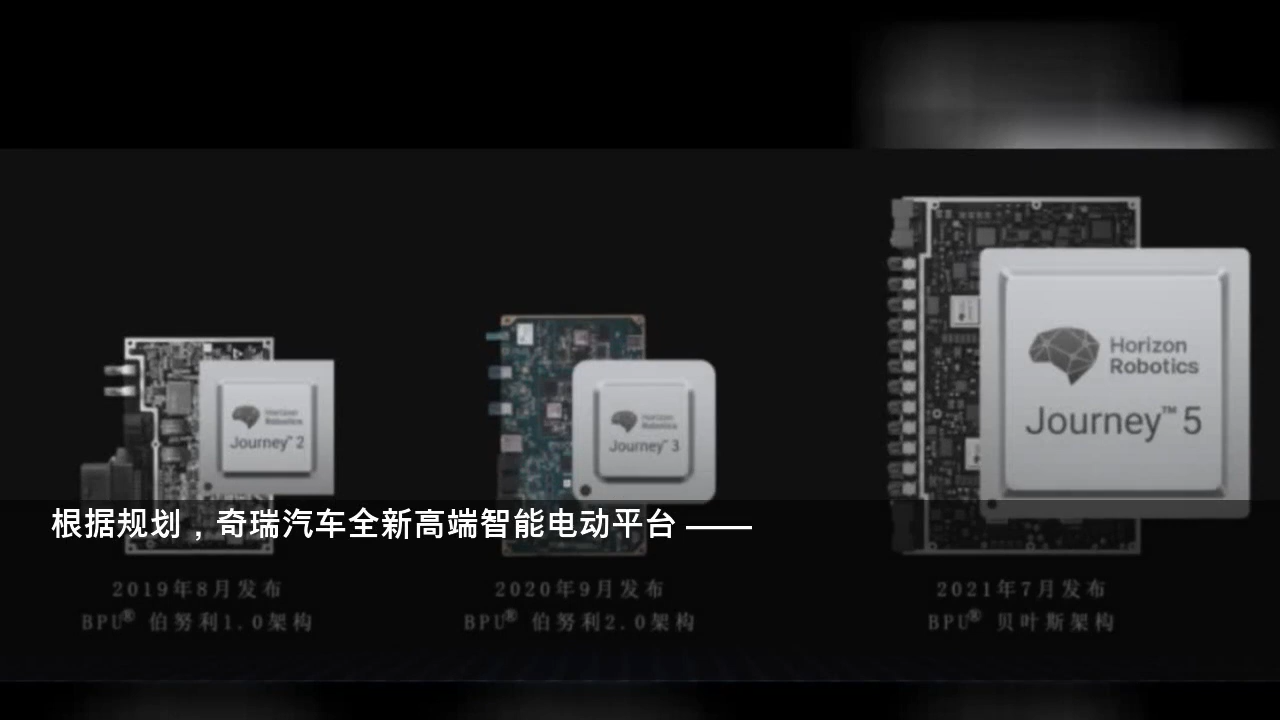 Horizon
Robotics
Journey™ 2
Horizon
Robotics
Journey™ 3
Horizon
Robotics
Journey™ 5
根据规划，奇瑞汽车全新高端智能电动平台 ——
2019年8月发布
BPU® 伯努利1.0架构
2020年9月发布
BPU® 伯努利2.0架构
2021年7月发布
BPU® 贝叶斯架构